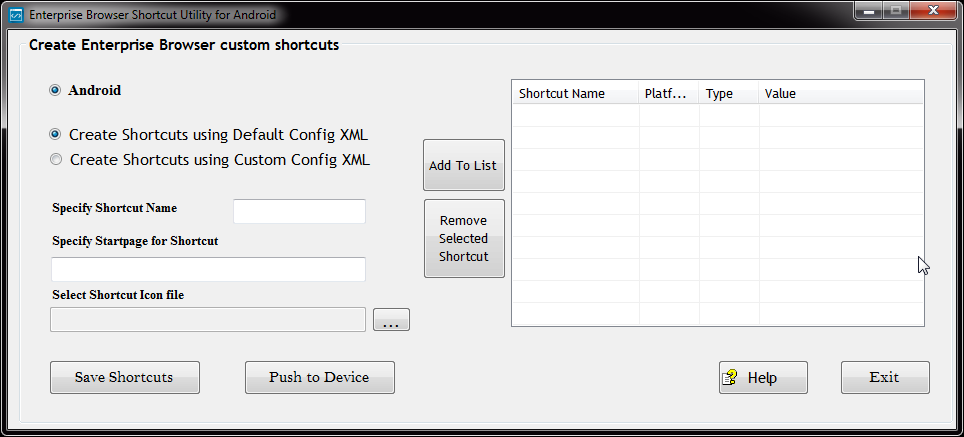 Enterprise Browser Shortcut Utility for Android
Create Enterprise Browser custom shortcuts
Android
Create Shortcuts using Default Config XML
Create Shortcuts using Custom Config XML
Specify Shortcut Name
Specify Startpage for Shortcut
Select Shortcut Icon file
...
Add To List
Remove
Selected
Shortcut
Shortcut Name Platf... Type Value
Save Shortcuts
Push to Device
Help
Exit